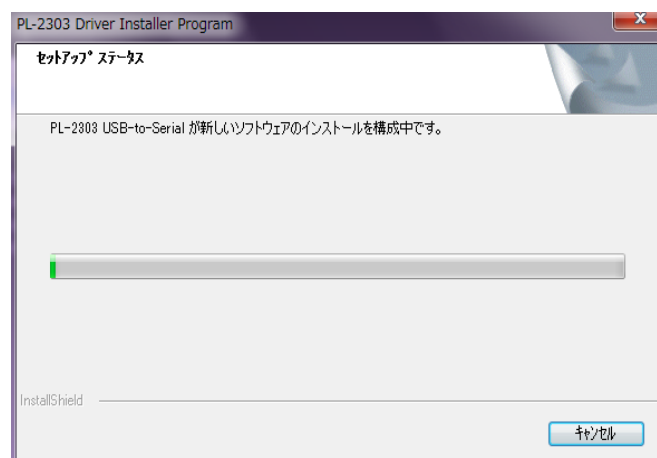 PL-2303 Driver Installer Program
x
ｾｯﾄｱｯﾌﾟ ｽﾃｰﾀｽ
PL-2303 USB-to-Serial が新しいソフトウェアのインストールを構成中です。
InstallShield
ｷｬﾝｾﾙ